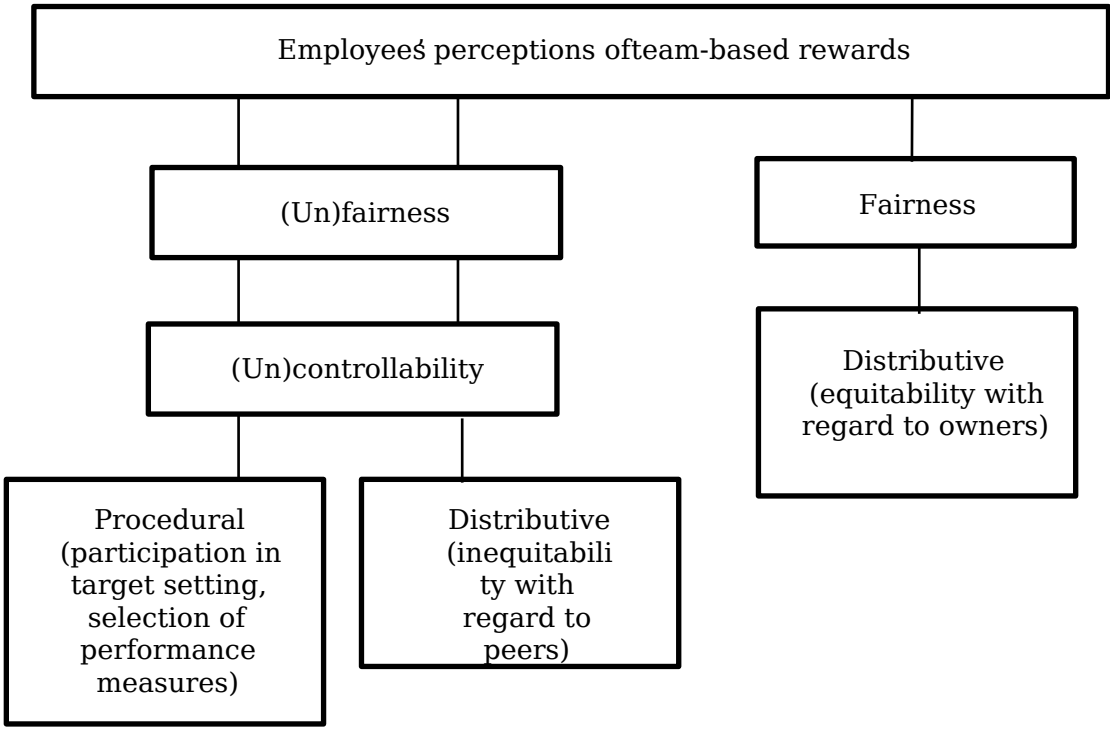 Employees' perceptions ofteam-based rewards
(Un)fairness
Fairness
(Un)controllability
Distributive
(equitability with
regard to owners)
Procedural
(participation in
target setting,
selection of
performance
measures)
Distributive
(inequitabili
ty with
regard to
peers)